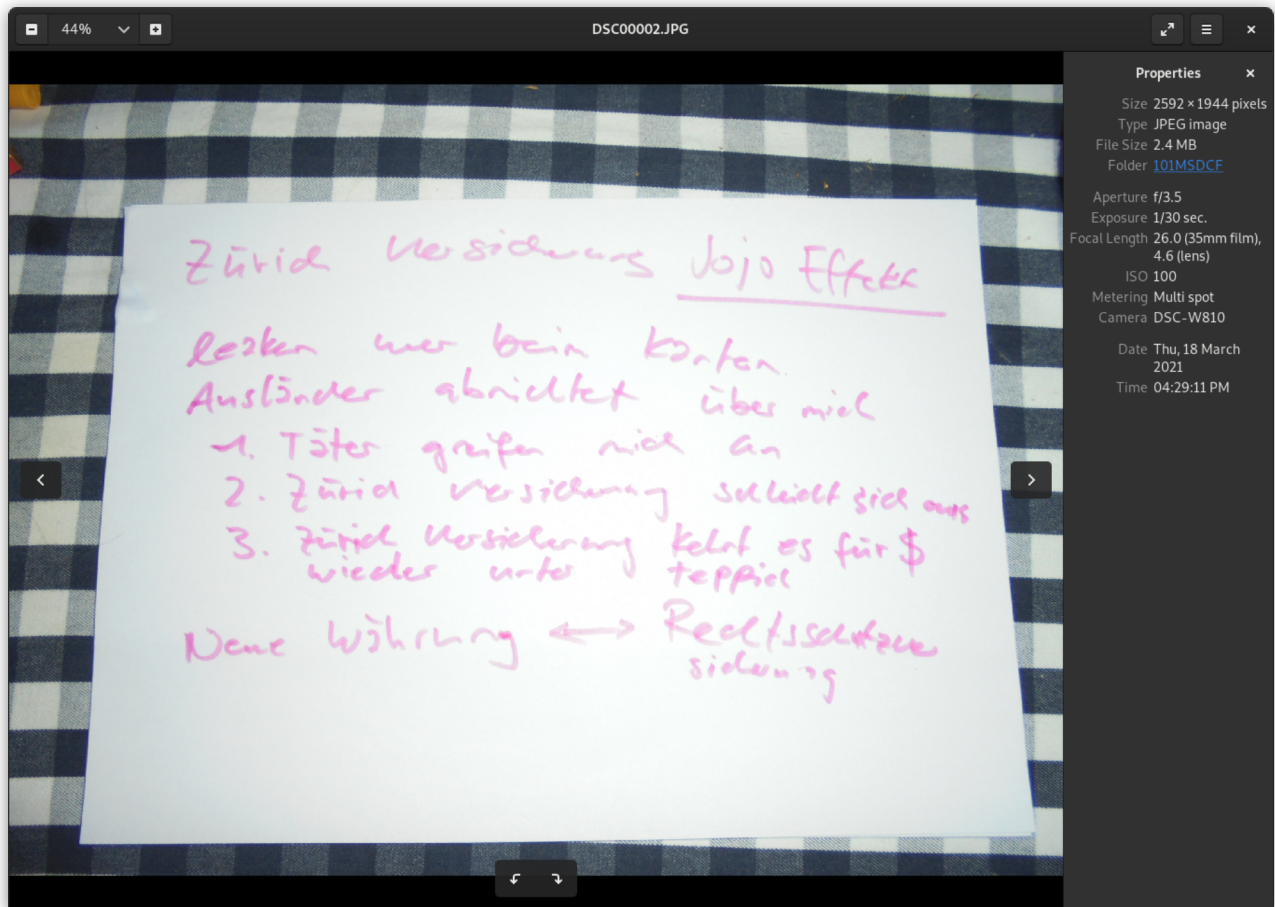 44%
DSC00002.JPG
Properties
Size 2592 × 1944 pixels
Type JPEG image
File Size 2.4 MB
Folder 101MSDCF
Aperture f/3.5
Exposure 1/30 sec.
Focal Length 26.0 (35mm film),
4.6 (lens)
ISO 100
Metering Multi spot
Camera DSC-W810
Date Thu, 18 March
2021
Time 04:29:11 PM
Zürich Versicherung Jojo Effekt
wer beim
Ausländer abrichtet über mich
1. Täter greifen mich an
2. Zürich Versicherung schleicht sich aus
3. Zürich Versicherung kehrt es für $
wieder unter teppich
Neue Währung ↔ Rechtsschutzver
sicherung